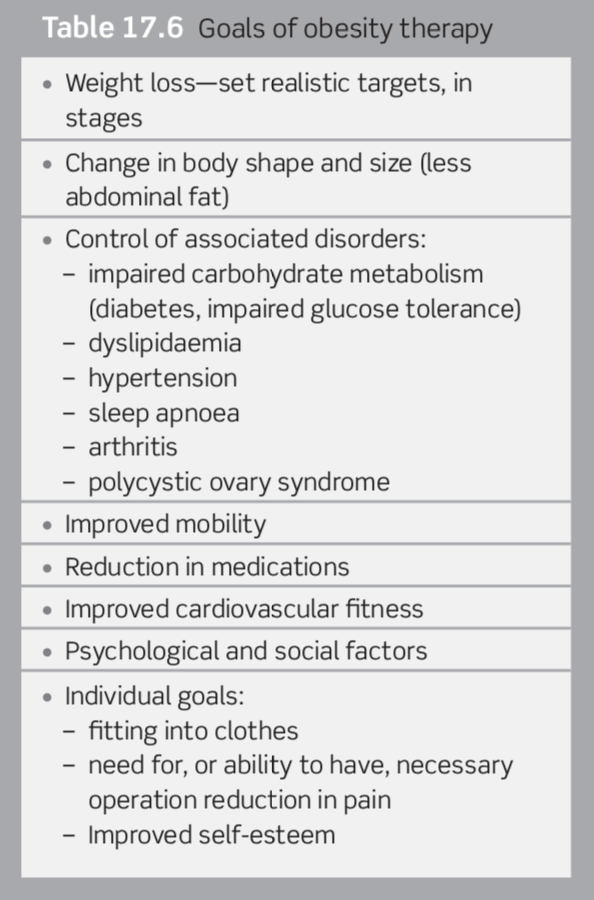 Table 17.6 Goals of obesity therapy
• Weight loss—set realistic targets, in
stages
• Change in body shape and size (less
abdominal fat)
• Control of associated disorders:
– impaired carbohydrate metabolism
(diabetes, impaired glucose tolerance)
– dyslipidaemia
– hypertension
– sleep apnoea
– arthritis
– polycystic ovary syndrome
• Improved mobility
• Reduction in medications
• Improved cardiovascular fitness
• Psychological and social factors
• Individual goals:
– fitting into clothes
– need for, or ability to have, necessary
operation reduction in pain
– Improved self-esteem